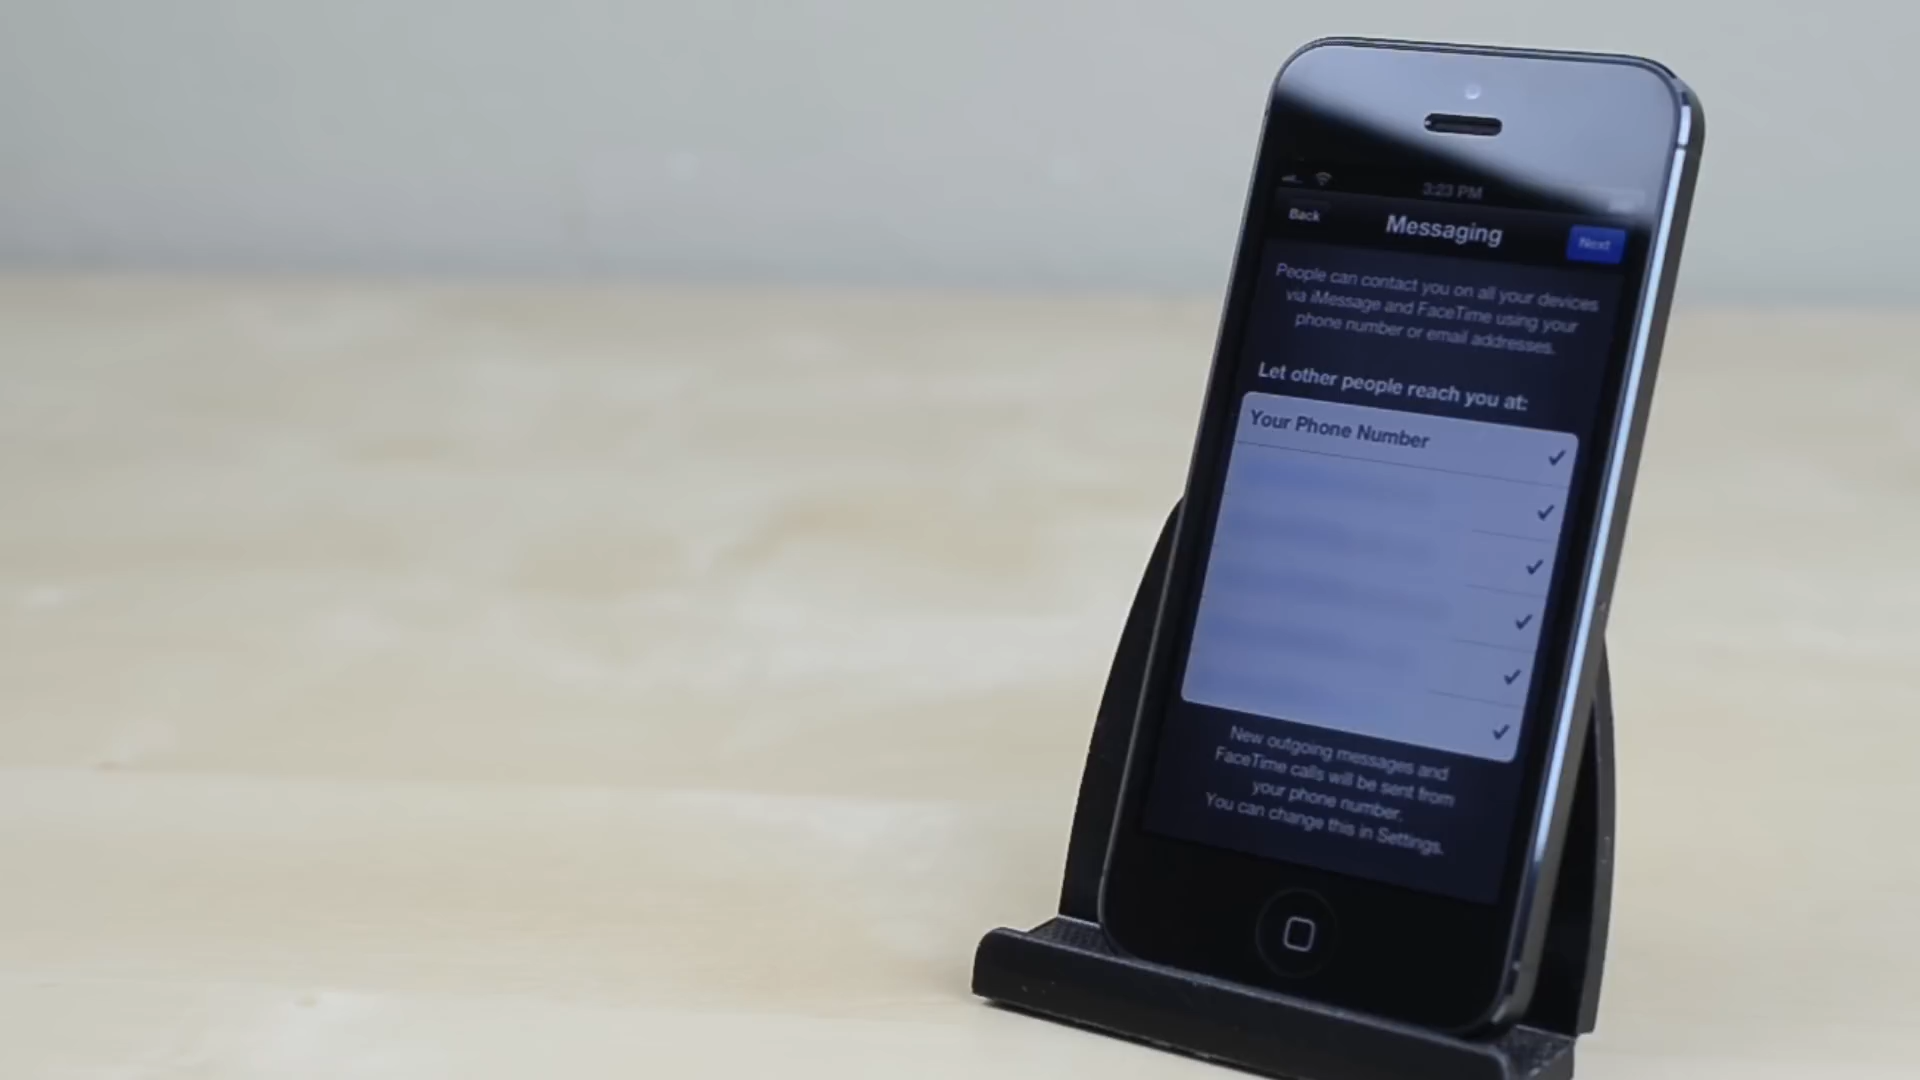 3:23 PM
Back
Messaging
Next
People can contact you on all your devices
via iMessage and FaceTime using your
phone number or email addresses.
Let other people reach you at:
Your Phone Number
New outgoing messages and
FaceTime calls will be sent from
your phone number.
You can change this in Settings.